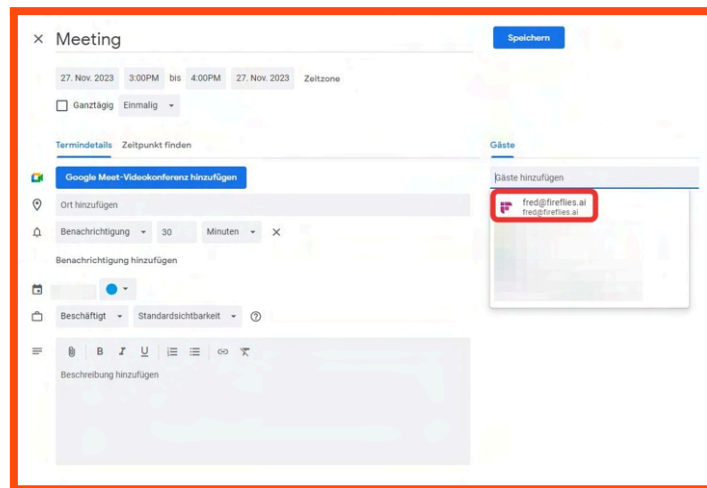 Meeting
Speichern
27. Nov. 2023 3:00PM bis 4:00PM 27. Nov. 2023 Zeitzone
Ganztägig Einmalig
Termindetails Zeitpunkt finden
Gäste
Google Meet-Videokonferenz hinzufügen
Gäste hinzufügen
fred@fireflies.ai
fred@fireflies.ai
Ort hinzufügen
Benachrichtigung 30 Minuten
Benachrichtigung hinzufügen
Beschäftigt Standardsichtbarkeit
B I U
Beschreibung hinzufügen